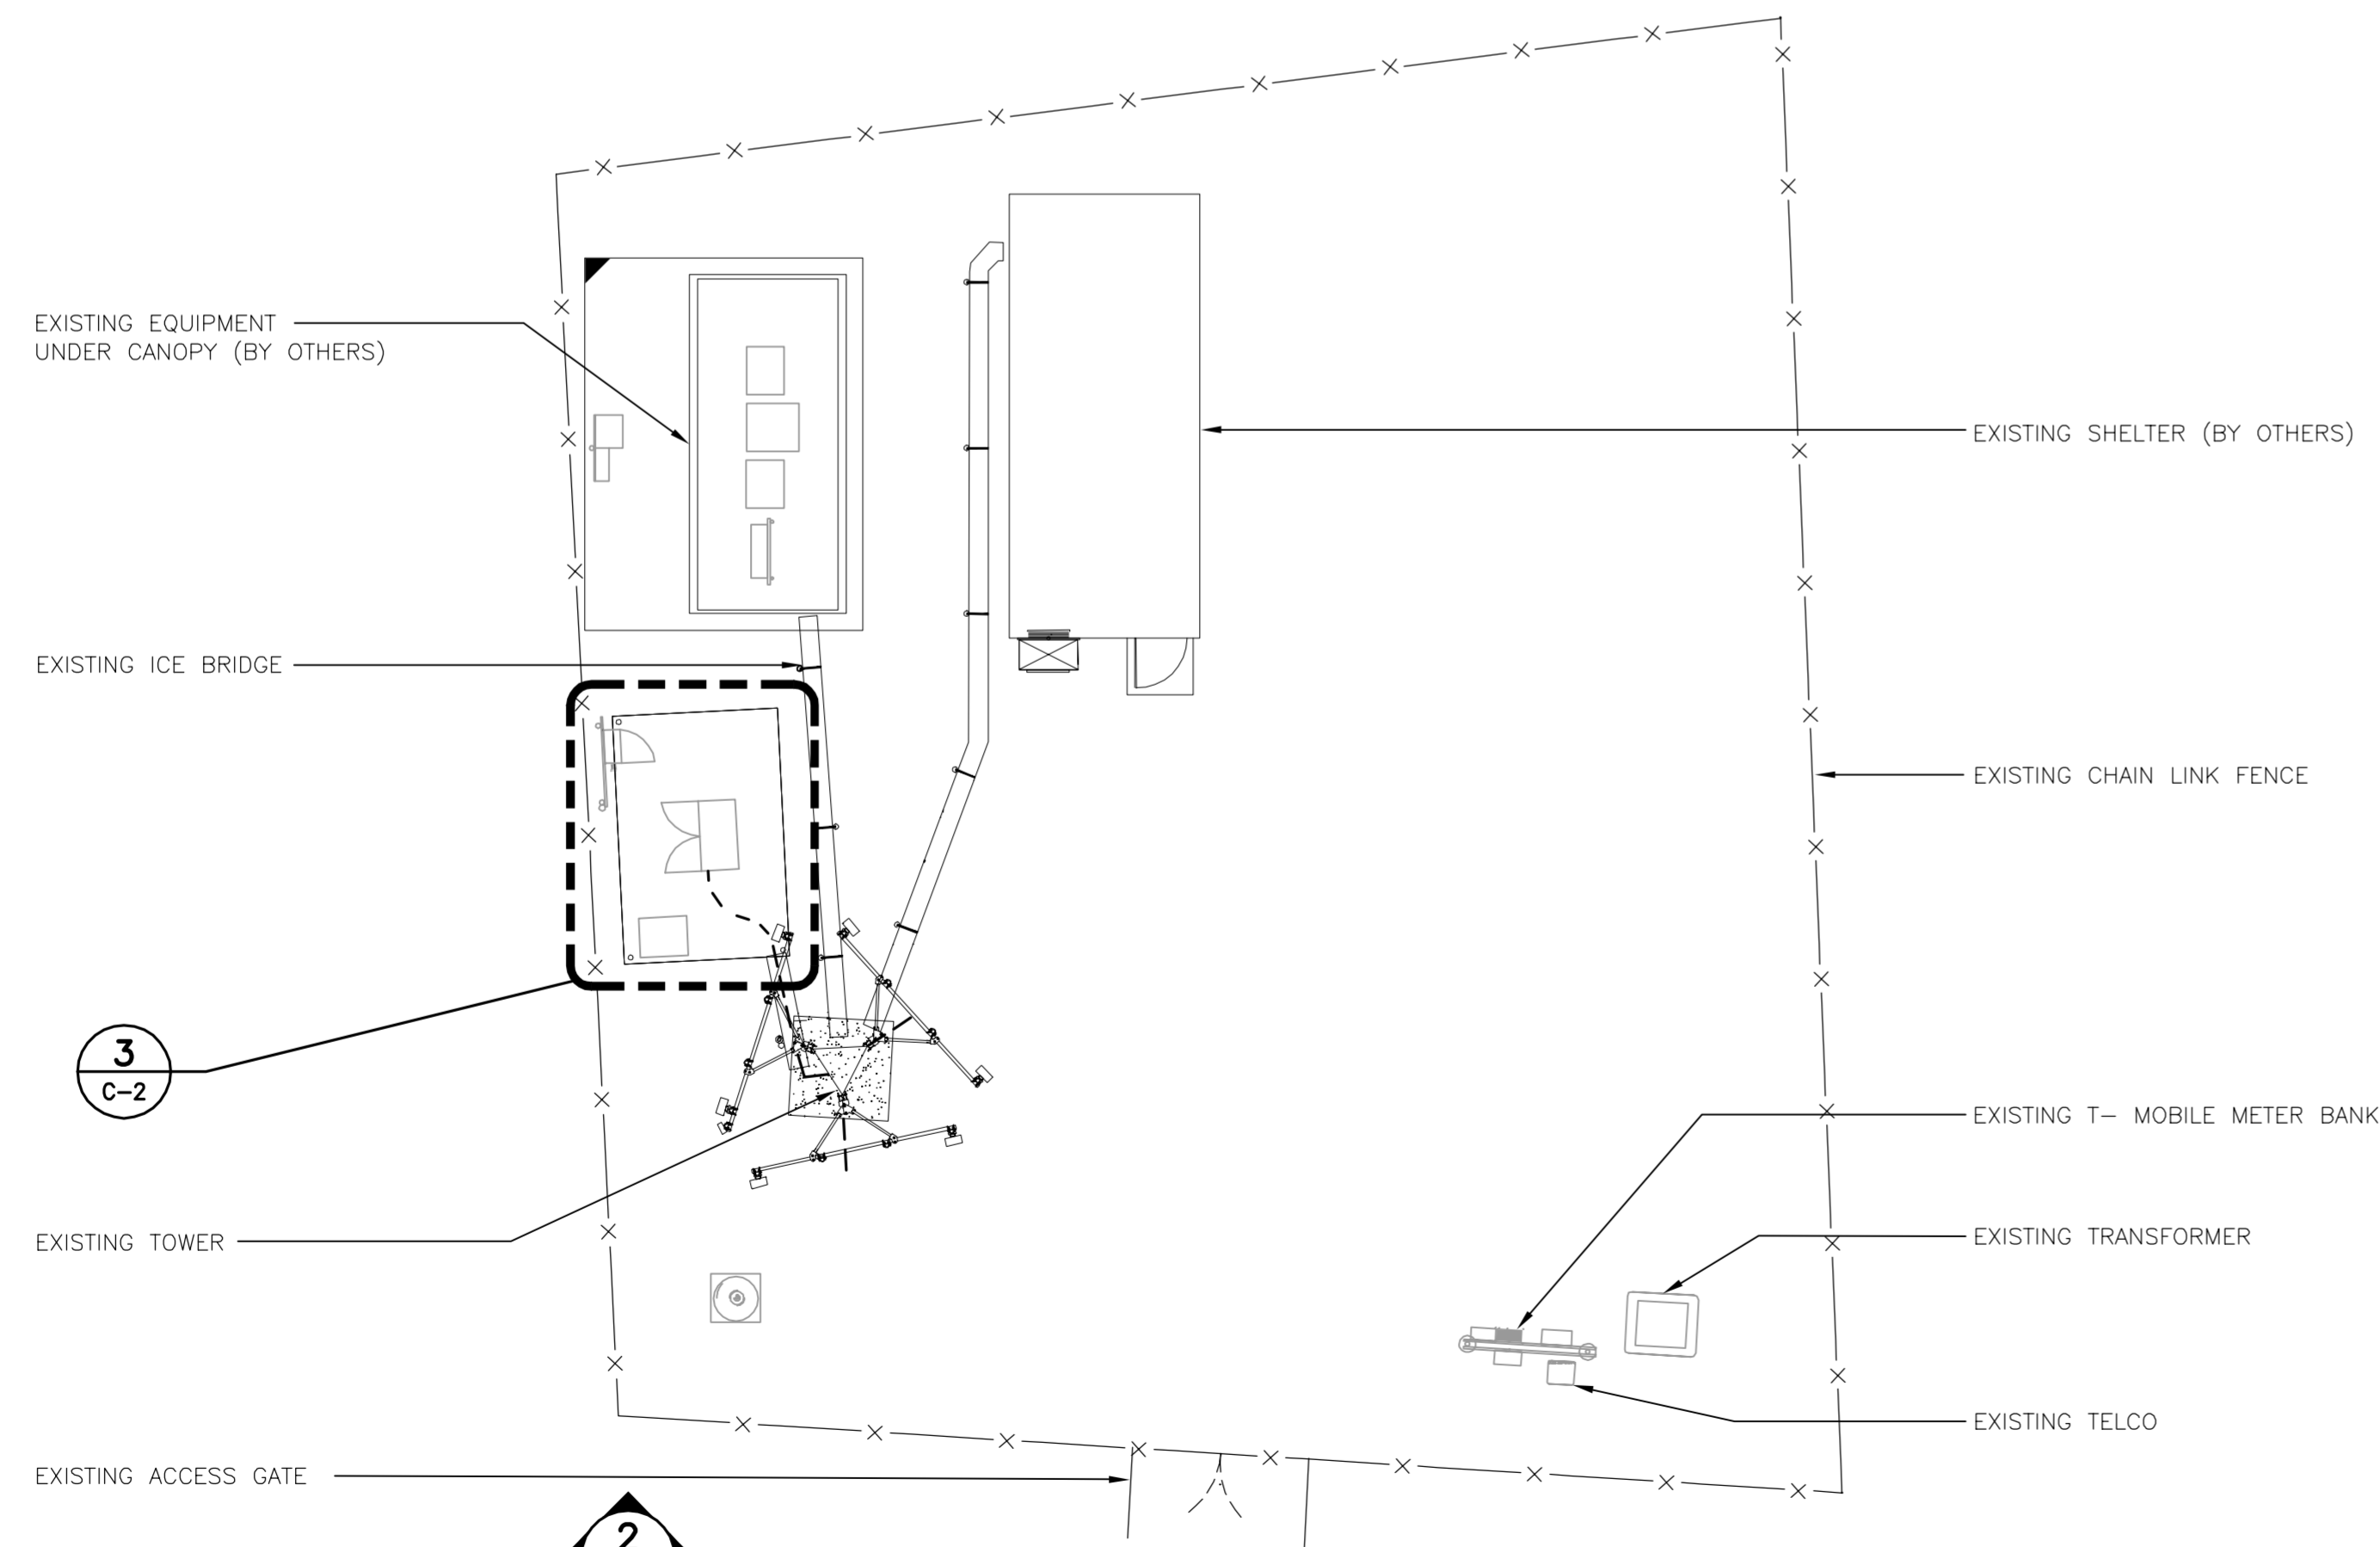 EXISTING EQUIPMENT
UNDER CANOPY (BY OTHERS)
EXISTING SHELTER (BY OTHERS)
EXISTING ICE BRIDGE
EXISTING CHAIN LINK FENCE
3
C-2
EXISTING T- MOBILE METER BANK
EXISTING TOWER
EXISTING TRANSFORMER
EXISTING TELCO
EXISTING ACCESS GATE
2